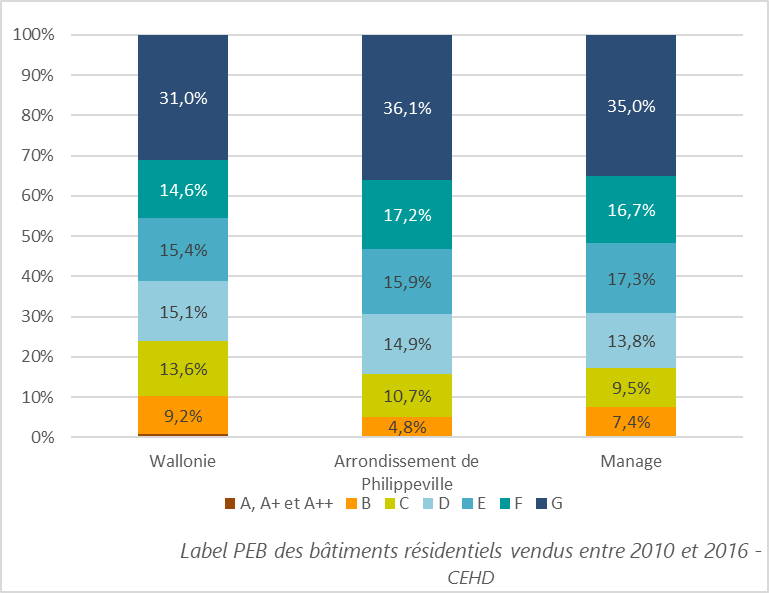 100%
90%
80%
70%
60%
50%
40%
30%
20%
10%
0%
31,0% 36,1% 35,0%
14,6% 17,2% 16,7%
15,4% 15,9% 17,3%
15,1% 14,9% 13,8%
13,6% 10,7% 9,5%
9,2% 4,8% 7,4%
Wallonie Arrondissement de Manage
Philippeville
A, A+ et A++ B C D E F G
Label PEB des bâtiments résidentiels vendus entre 2010 et 2016 -
CEHD